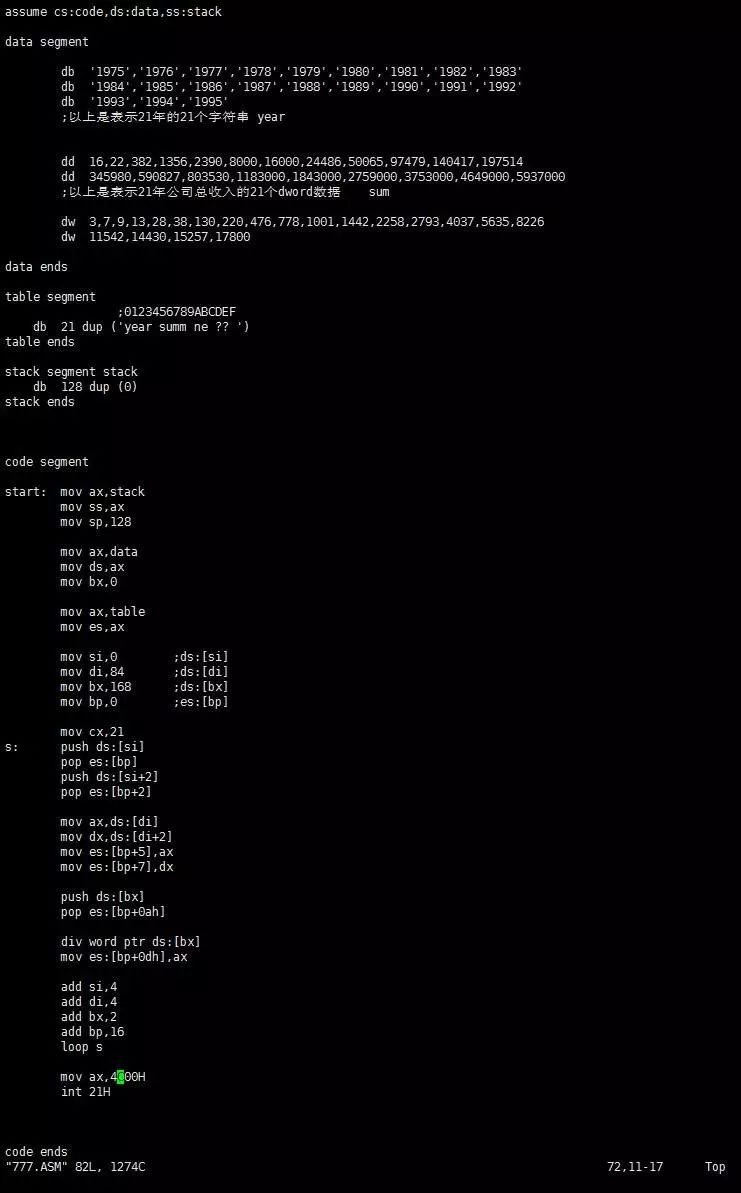 assume cs:code,ds:data,ss:stack
data segment
db '1975','1976','1977','1978','1979','1980','1981','1982','1983'
db '1984','1985','1986','1987','1988','1989','1990','1991','1992'
db '1993','1994','1995'
;以上是表示21年的21个字符串 year
dd 16,22,382,1356,2390,8000,16000,24486,50065,97479,140417,197514
dd 345980,590827,803530,1183000,1843000,2759000,3753000,4649000,5937000
;以上是表示21年公司总收入的21个dword数据 sum
dw 3,7,9,13,28,38,130,220,476,778,1001,1442,2258,2793,4037,5635,8226
dw 11542,14430,15257,17800
data ends
table segment
;0123456789ABCDEF
db 21 dup ('year summ ne ?? ')
table ends
stack segment stack
db 128 dup (0)
stack ends
code segment
start: mov ax,stack
mov ss,ax
mov sp,128
mov ax,data
mov ds,ax
mov bx,0
mov ax,table
mov es,ax
mov si,0 ;ds:[si]
mov di,84 ;ds:[di]
mov bx,168 ;ds:[bx]
mov bp,0 ;es:[bp]
mov cx,21
s: push ds:[si]
pop es:[bp]
push ds:[si+2]
pop es:[bp+2]
mov ax,ds:[di]
mov dx,ds:[di+2]
mov es:[bp+5],ax
mov es:[bp+7],dx
push ds:[bx]
pop es:[bp+0ah]
div word ptr ds:[bx]
mov es:[bp+0dh],ax
add si,4
add di,4
add bx,2
add bp,16
loop s
mov ax,4C00H
int 21H
code ends
"777.ASM" 82L, 1274C 72,11-17 Top